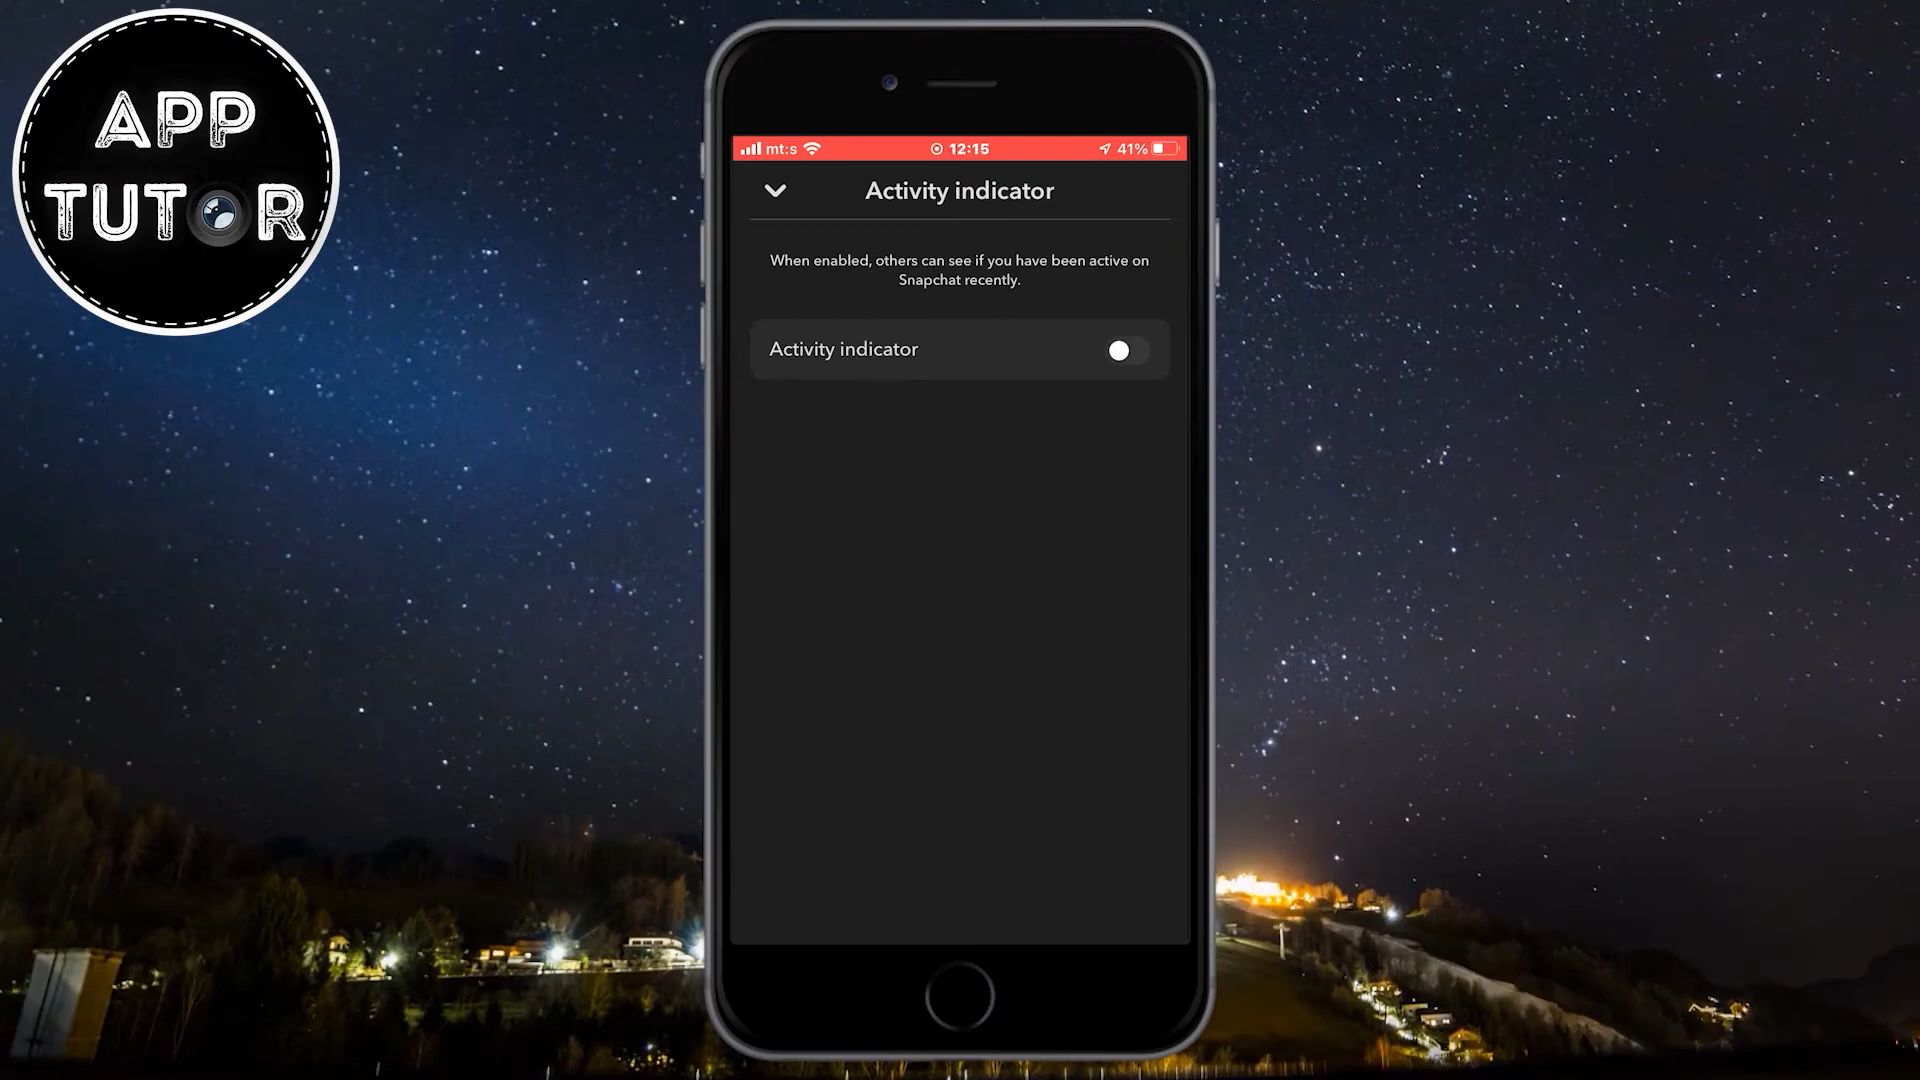 APP
TUTOR
mt:s
12:15
41%
Activity indicator
When enabled, others can see if you have been active on
Snapchat recently.
Activity indicator